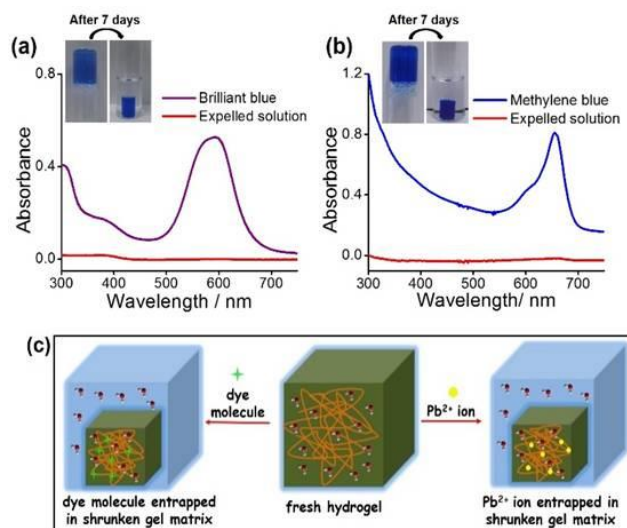 After 7 days
(a)
0.8
0.4
0.0
Absorbance
Brilliant blue
Expelled solution
300 400 500 600 700
Wavelength / nm
After 7 days
(b)
1.2
0.8
0.4
0.0
Absorbance
Methylene blue
Expelled solution
300 400 500 600 700
Wavelength/ nm
(c)
dye
molecule
Pb²⁺ ion
dye molecule entrapped
in shrunken gel matrix
fresh hydrogel
Pb²⁺ ion entrapped in
shrunken gel matrix